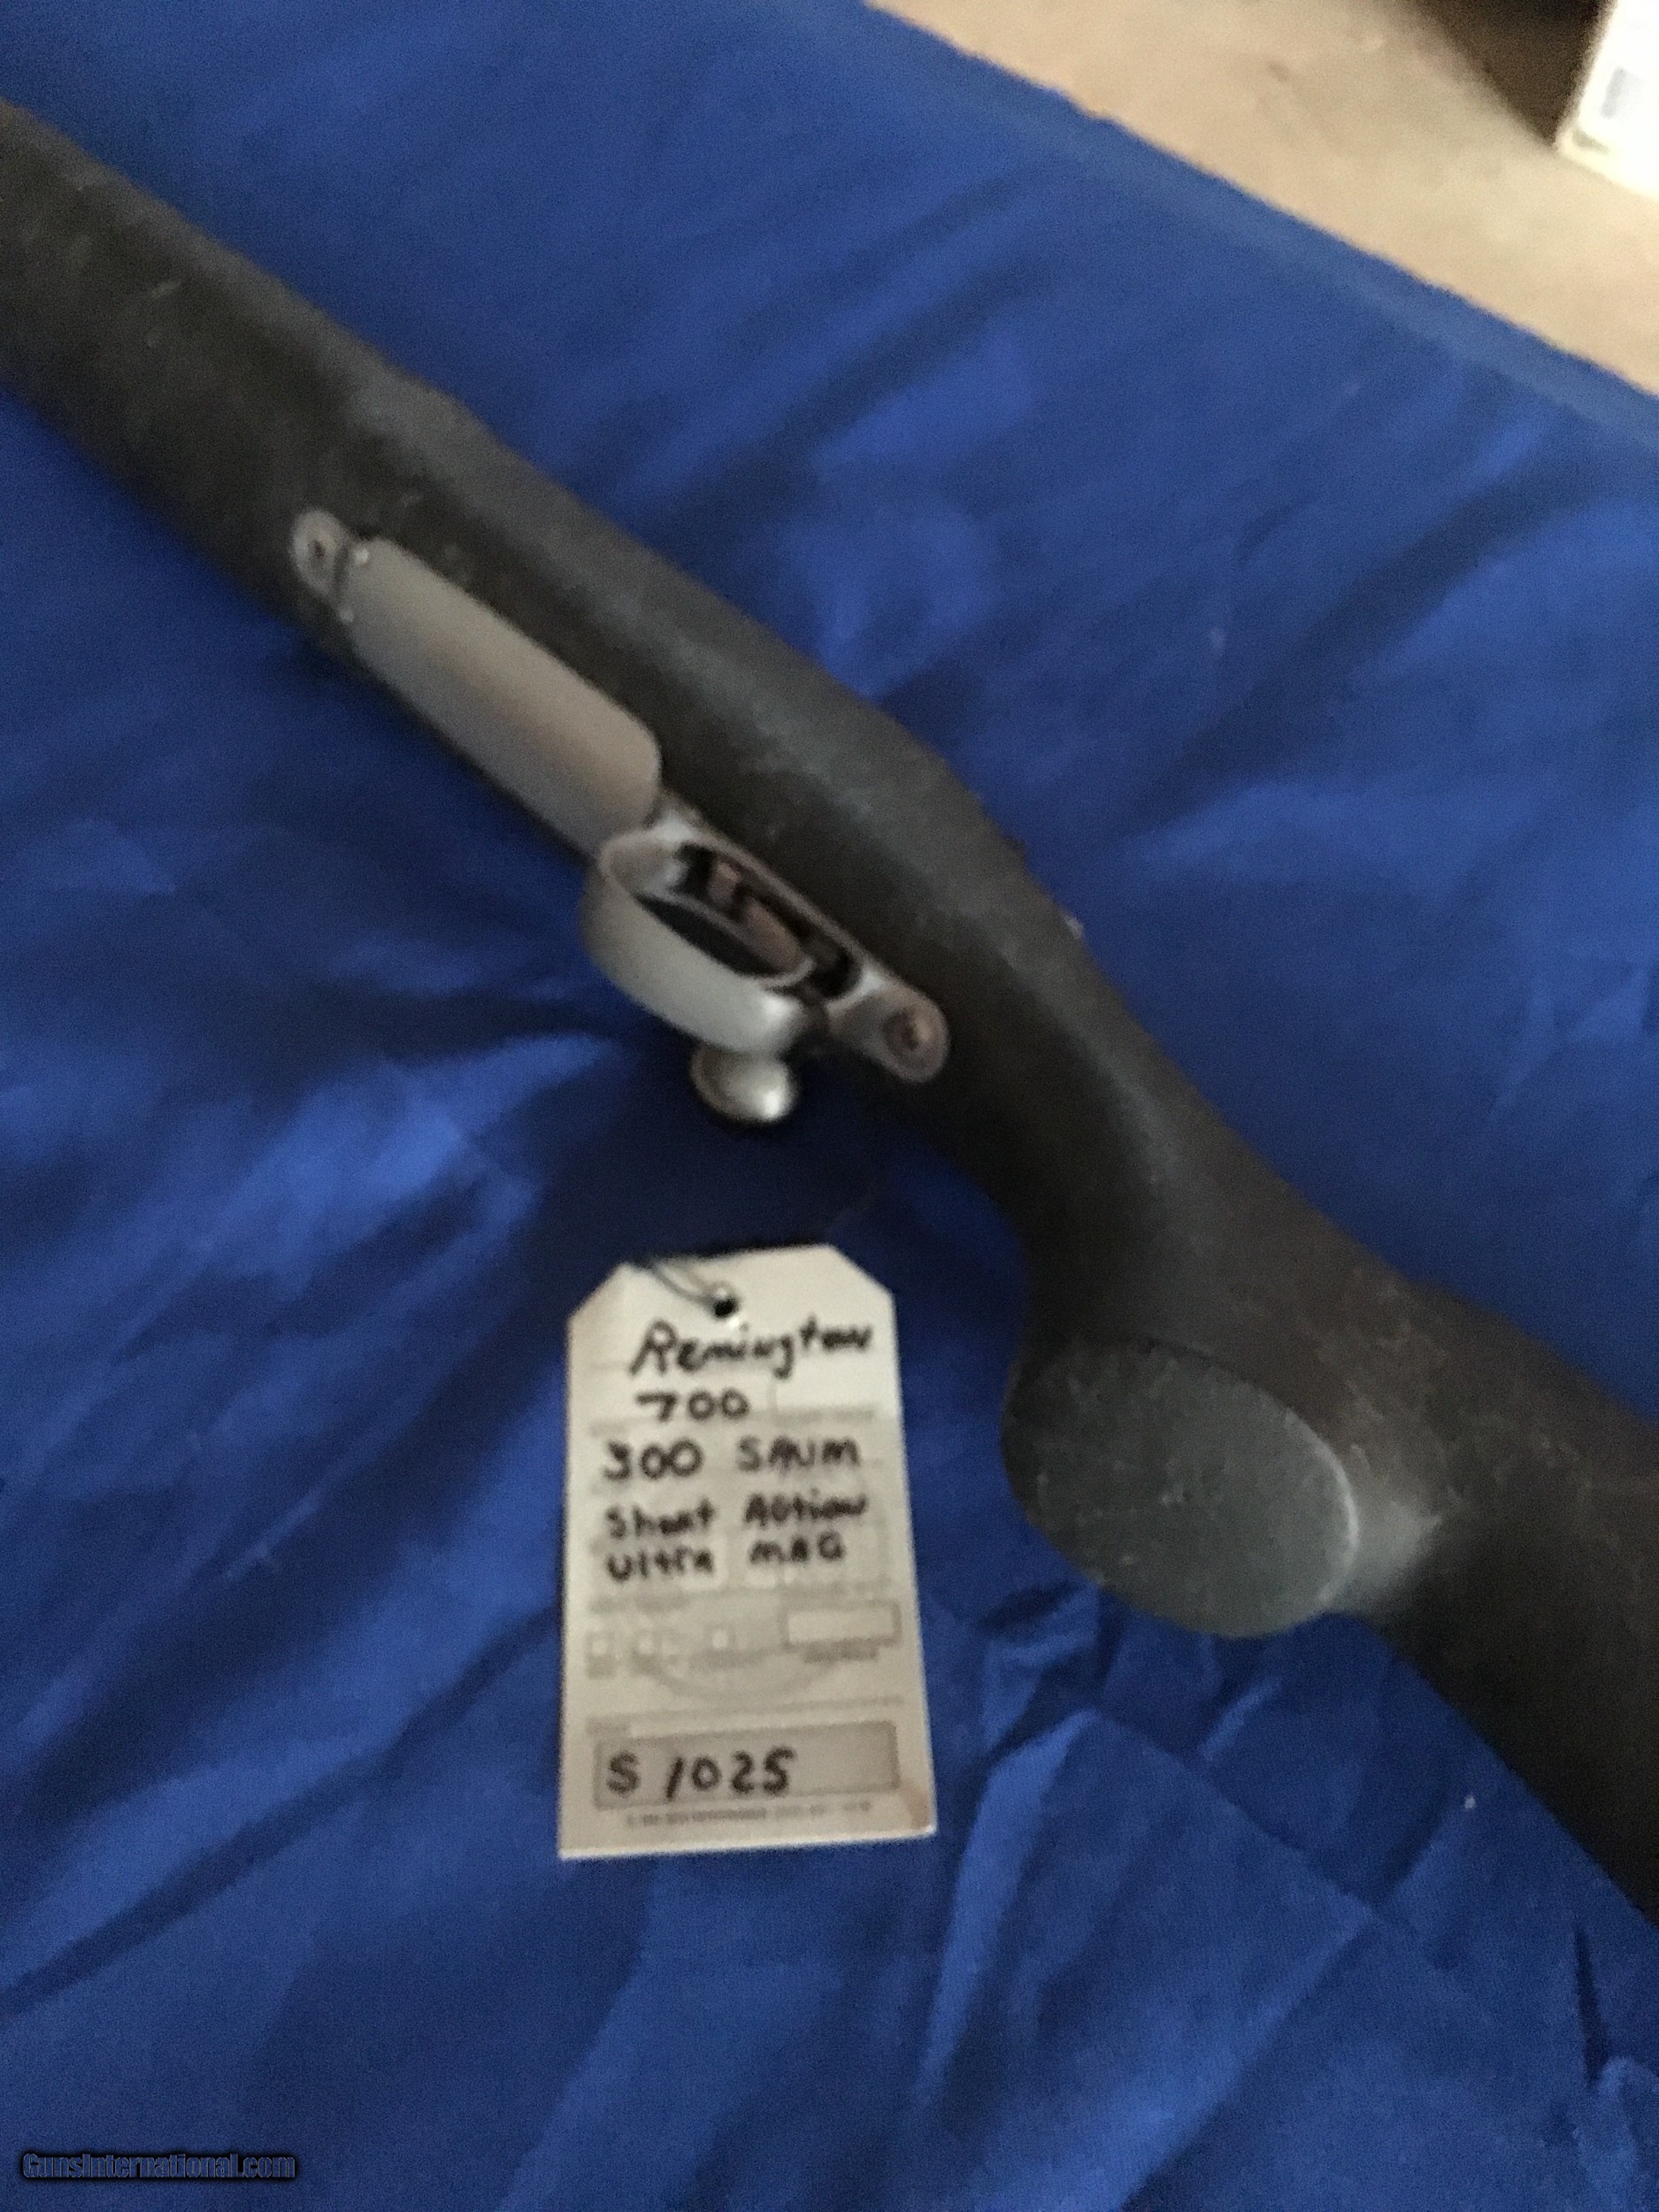 Remington
700
300 SAUM
Short Action
Ultra MAG
$ 1025
GunsInternational.com